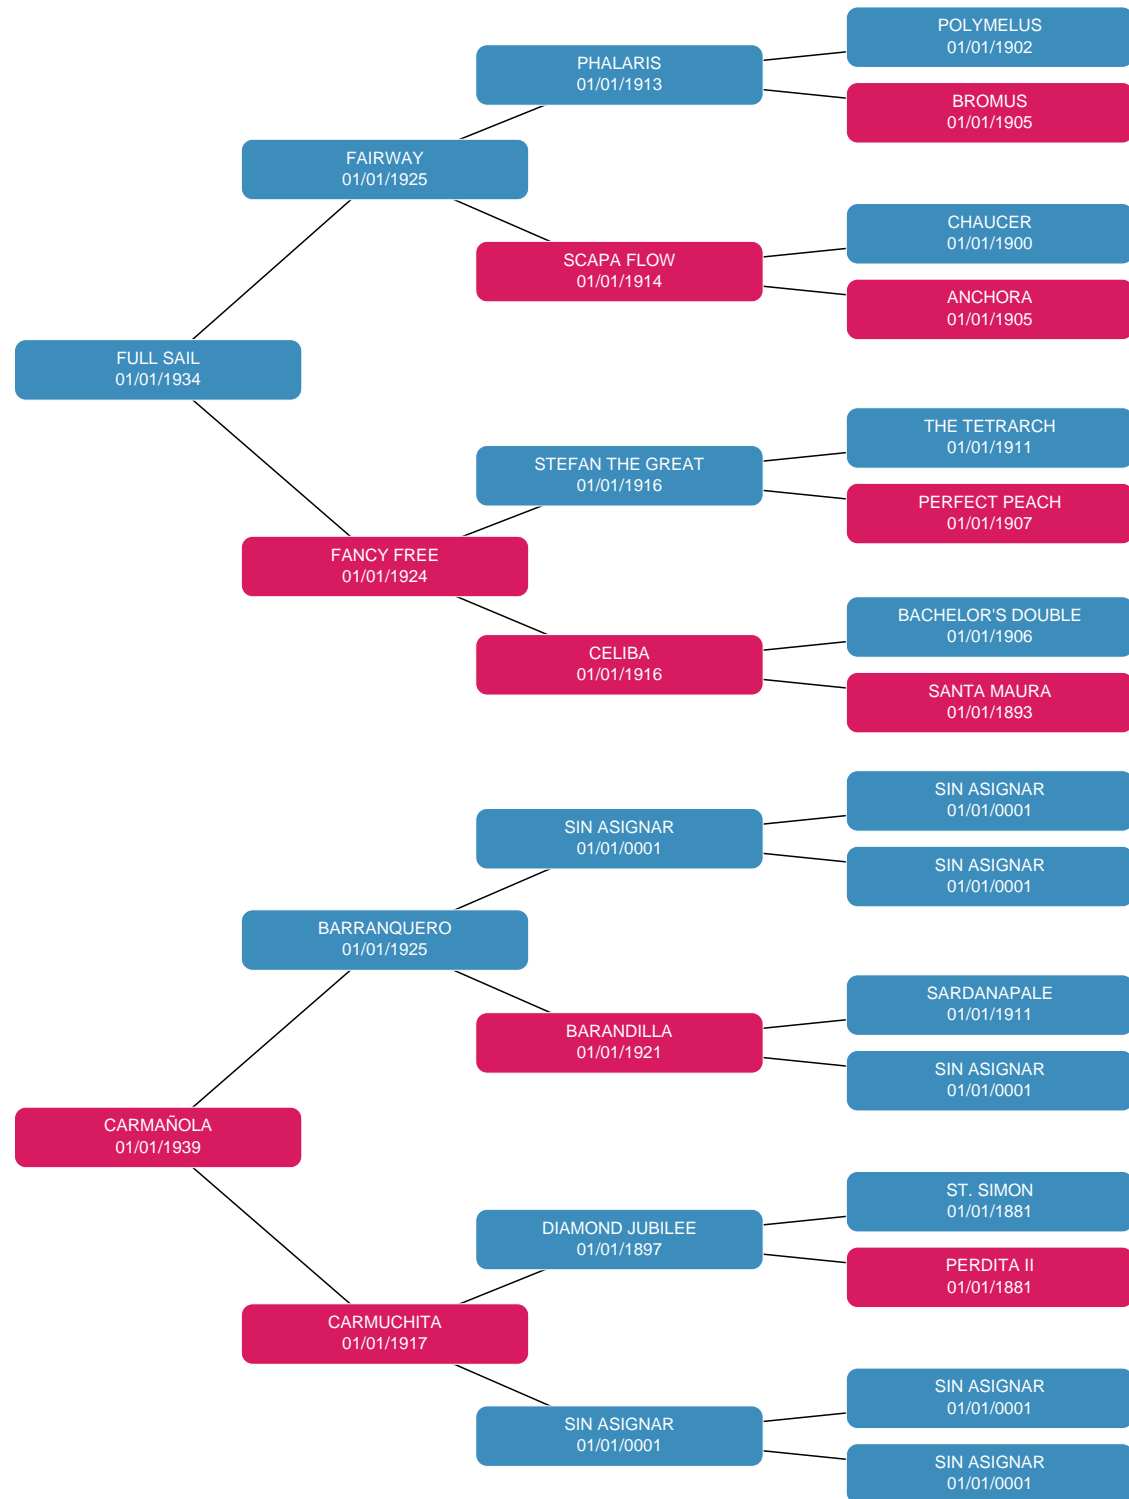 POLYMELUS
01/01/1902
PHALARIS
01/01/1913
BROMUS
01/01/1905
FAIRWAY
01/01/1925
CHAUCER
01/01/1900
SCAPA FLOW
01/01/1914
ANCHORA
01/01/1905
FULL SAIL
01/01/1934
THE TETRARCH
01/01/1911
STEFAN THE GREAT
01/01/1916
PERFECT PEACH
01/01/1907
FANCY FREE
01/01/1924
BACHELOR'S DOUBLE
01/01/1906
CELIBA
01/01/1916
SANTA MAURA
01/01/1893
SIN ASIGNAR
01/01/0001
SIN ASIGNAR
01/01/0001
SIN ASIGNAR
01/01/0001
BARRANQUERO
01/01/1925
SARDANAPALE
01/01/1911
BARANDILLA
01/01/1921
SIN ASIGNAR
01/01/0001
CARMAÑOLA
01/01/1939
ST. SIMON
01/01/1881
DIAMOND JUBILEE
01/01/1897
PERDITA II
01/01/1881
CARMUCHITA
01/01/1917
SIN ASIGNAR
01/01/0001
SIN ASIGNAR
01/01/0001
SIN ASIGNAR
01/01/0001